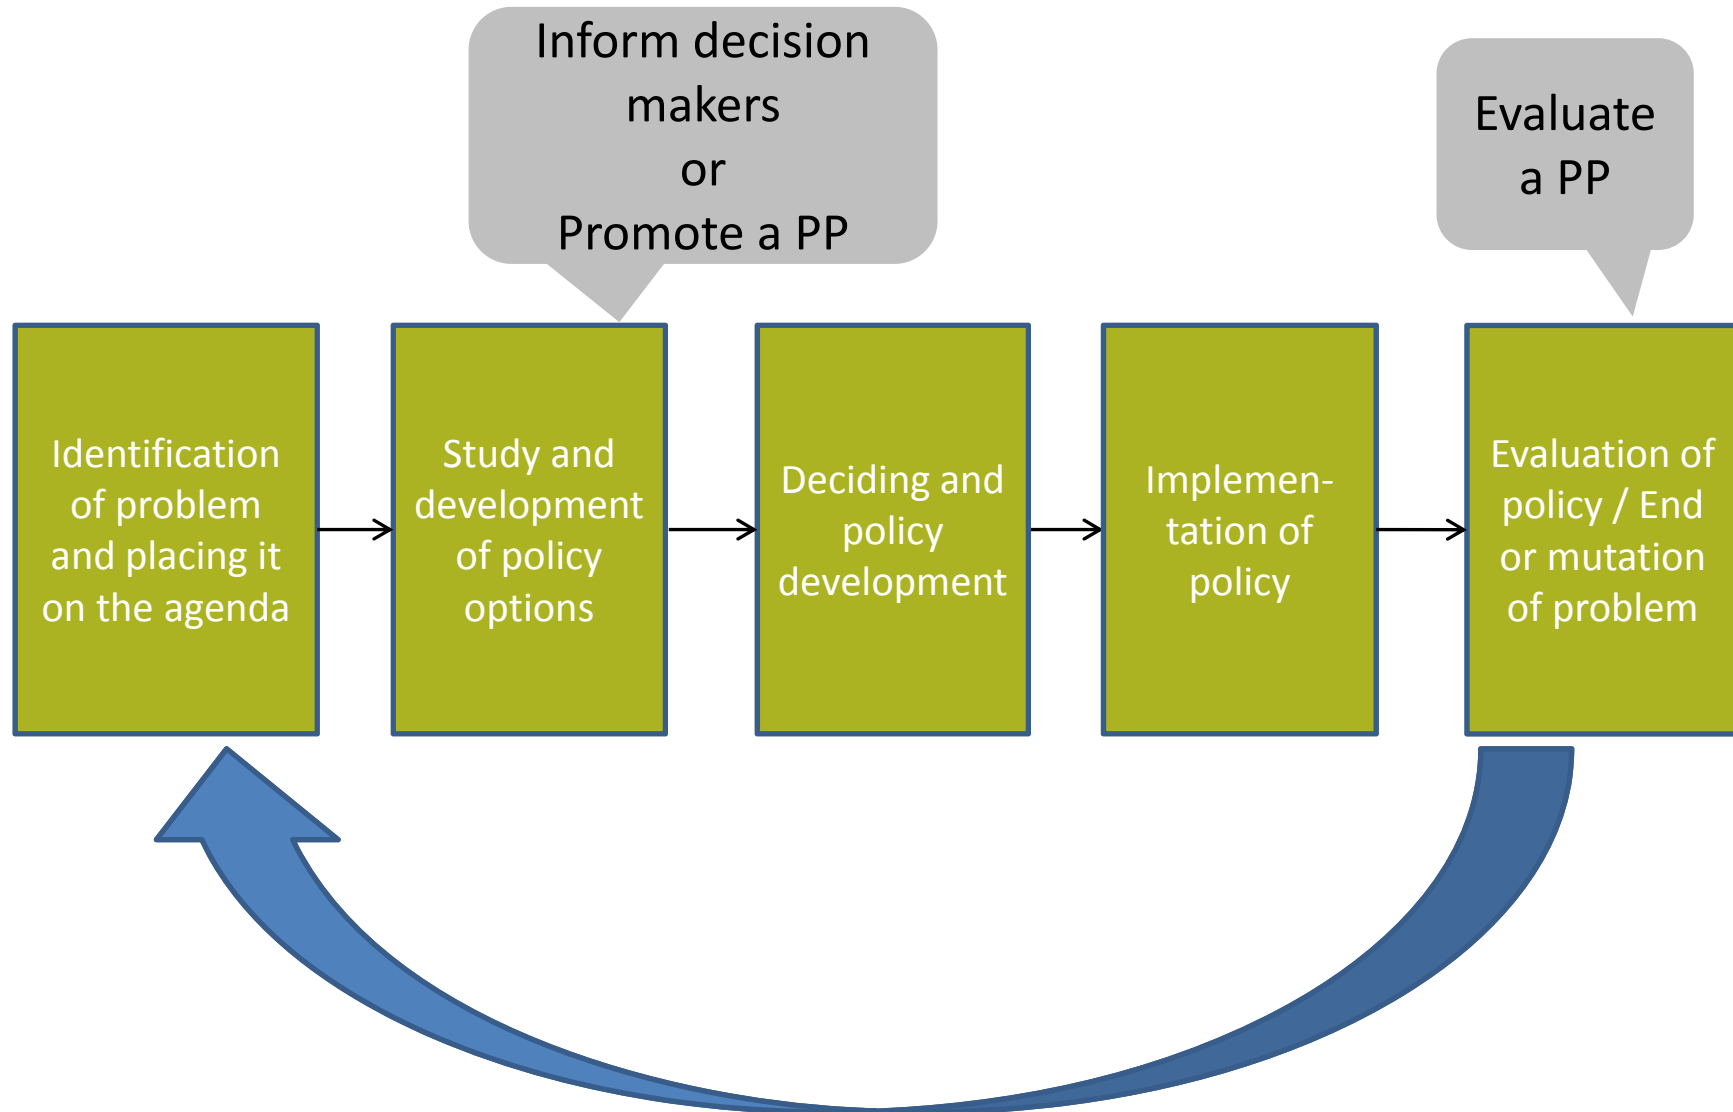 Inform decision
makers
or
Promote a PP
Evaluate
a PP
Identification
of problem
and placing it
on the agenda
Study and
development
of policy
options
Deciding and
policy
development
Implemen-
tation of
policy
Evaluation of
policy / End
or mutation
of problem